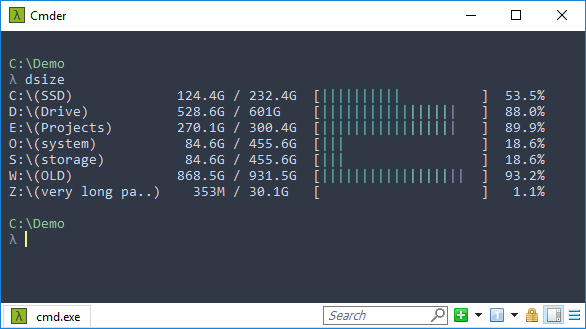 Cmder
C:\Demo
λ dsize
C:\(SSD) 124.4G / 232.4G [|||||||||| ] 53.5%
D:\(Drive) 528.6G / 601G [||||||||||||||||| ] 88.0%
E:\(Projects) 270.1G / 300.4G [||||||||||||||||| ] 89.9%
O:\(system) 84.6G / 455.6G [||| ] 18.6%
S:\(storage) 84.6G / 455.6G [||| ] 18.6%
W:\(OLD) 868.5G / 931.5G [|||||||||||||||||| ] 93.2%
Z:\(very long pa..) 353M / 30.1G [ ] 1.1%
C:\Demo
λ
λ cmd.exe Search